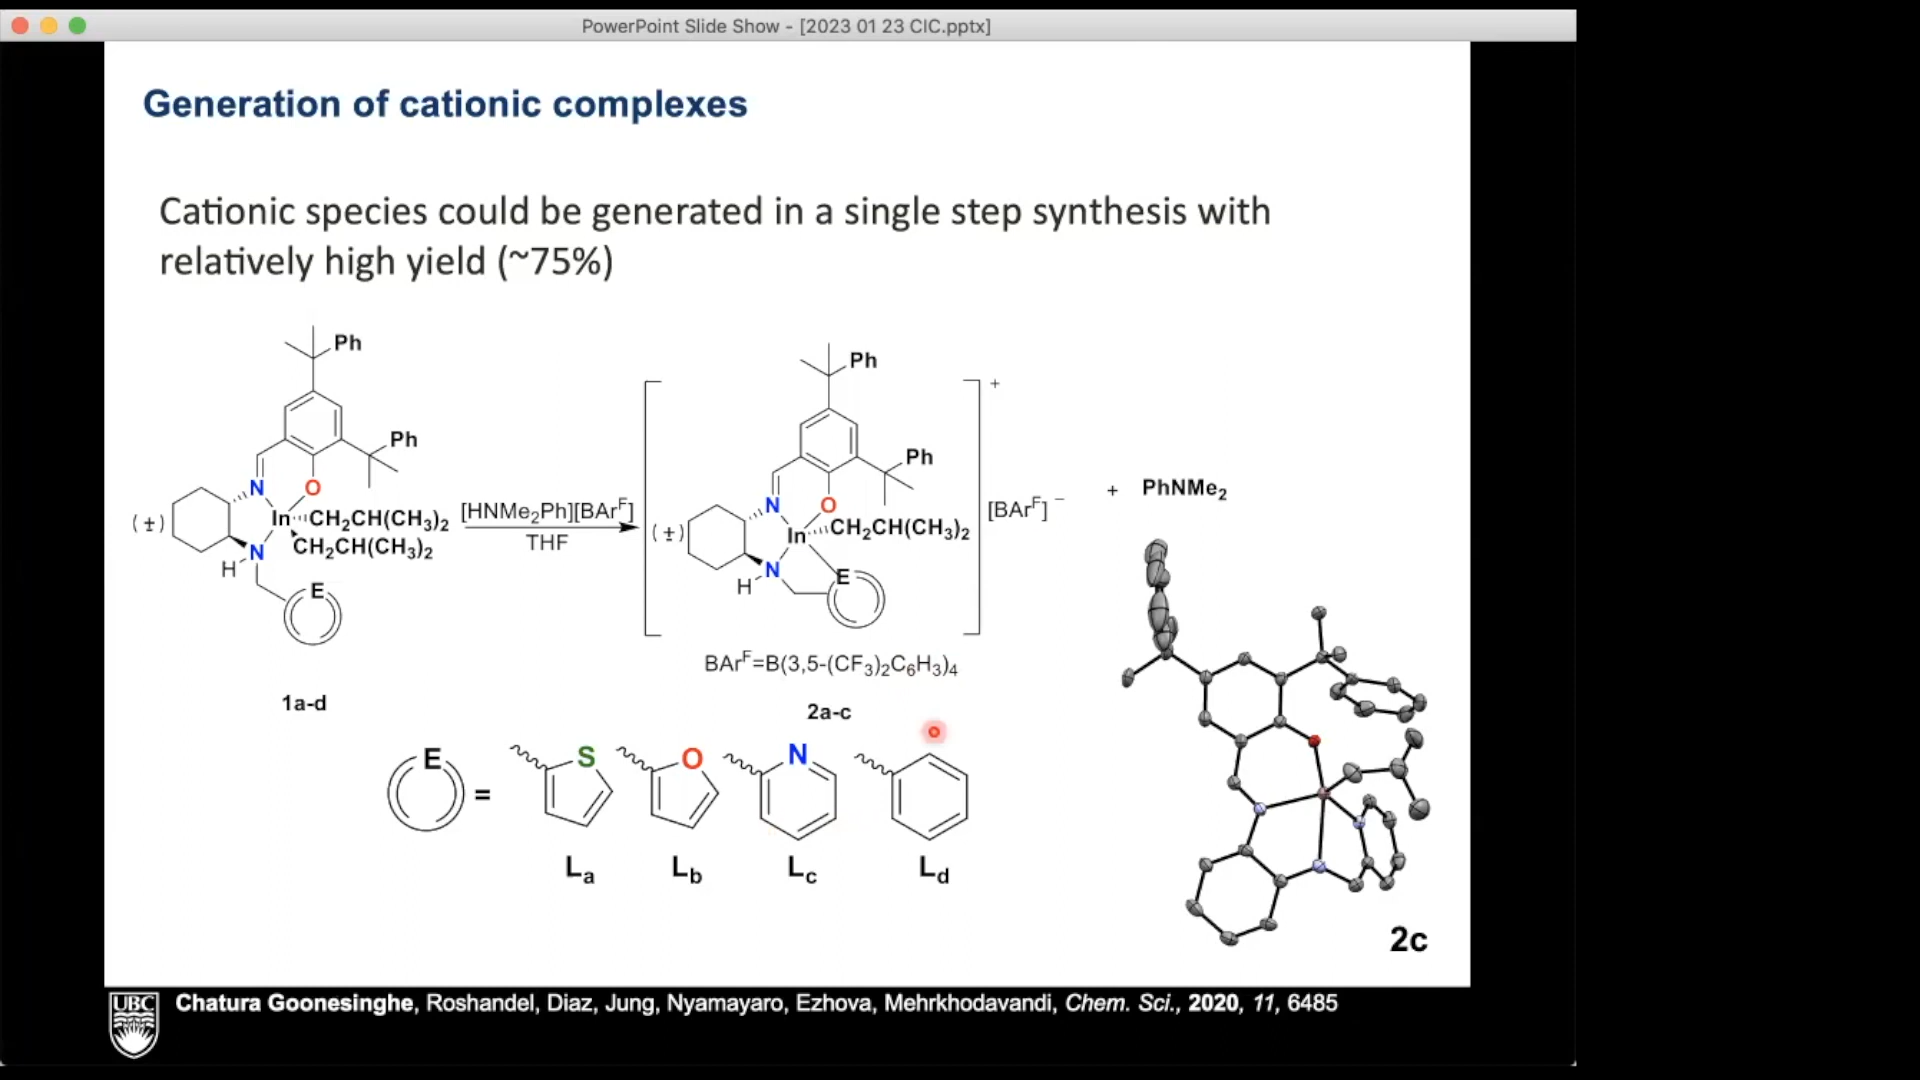 PowerPoint Slide Show - [2023 01 23 CIC.pptx]
Generation of cationic complexes
Cationic species could be generated in a single step synthesis with
relatively high yield (~75%)
Ph
Ph
N
O
(±)
In
CH₂CH(CH₃)₂
CH₂CH(CH₃)₂
N
H
E
1a-d
[HNMe₂Ph][BArᶠ]
THF
Ph
Ph
N
O
(±)
In
CH₂CH(CH₃)₂
N
H
E
+
[BArᶠ]⁻
+ PhNMe₂
BArᶠ=B(3,5-(CF₃)₂C₆H₃)₄
2a-c
E
=
S
O
N
La
Lb
Lc
Ld
2c
UBC
Chatura Goonesinghe, Roshandel, Diaz, Jung, Nyamayaro, Ezhova, Mehrkhodavandi, Chem. Sci., 2020, 11, 6485